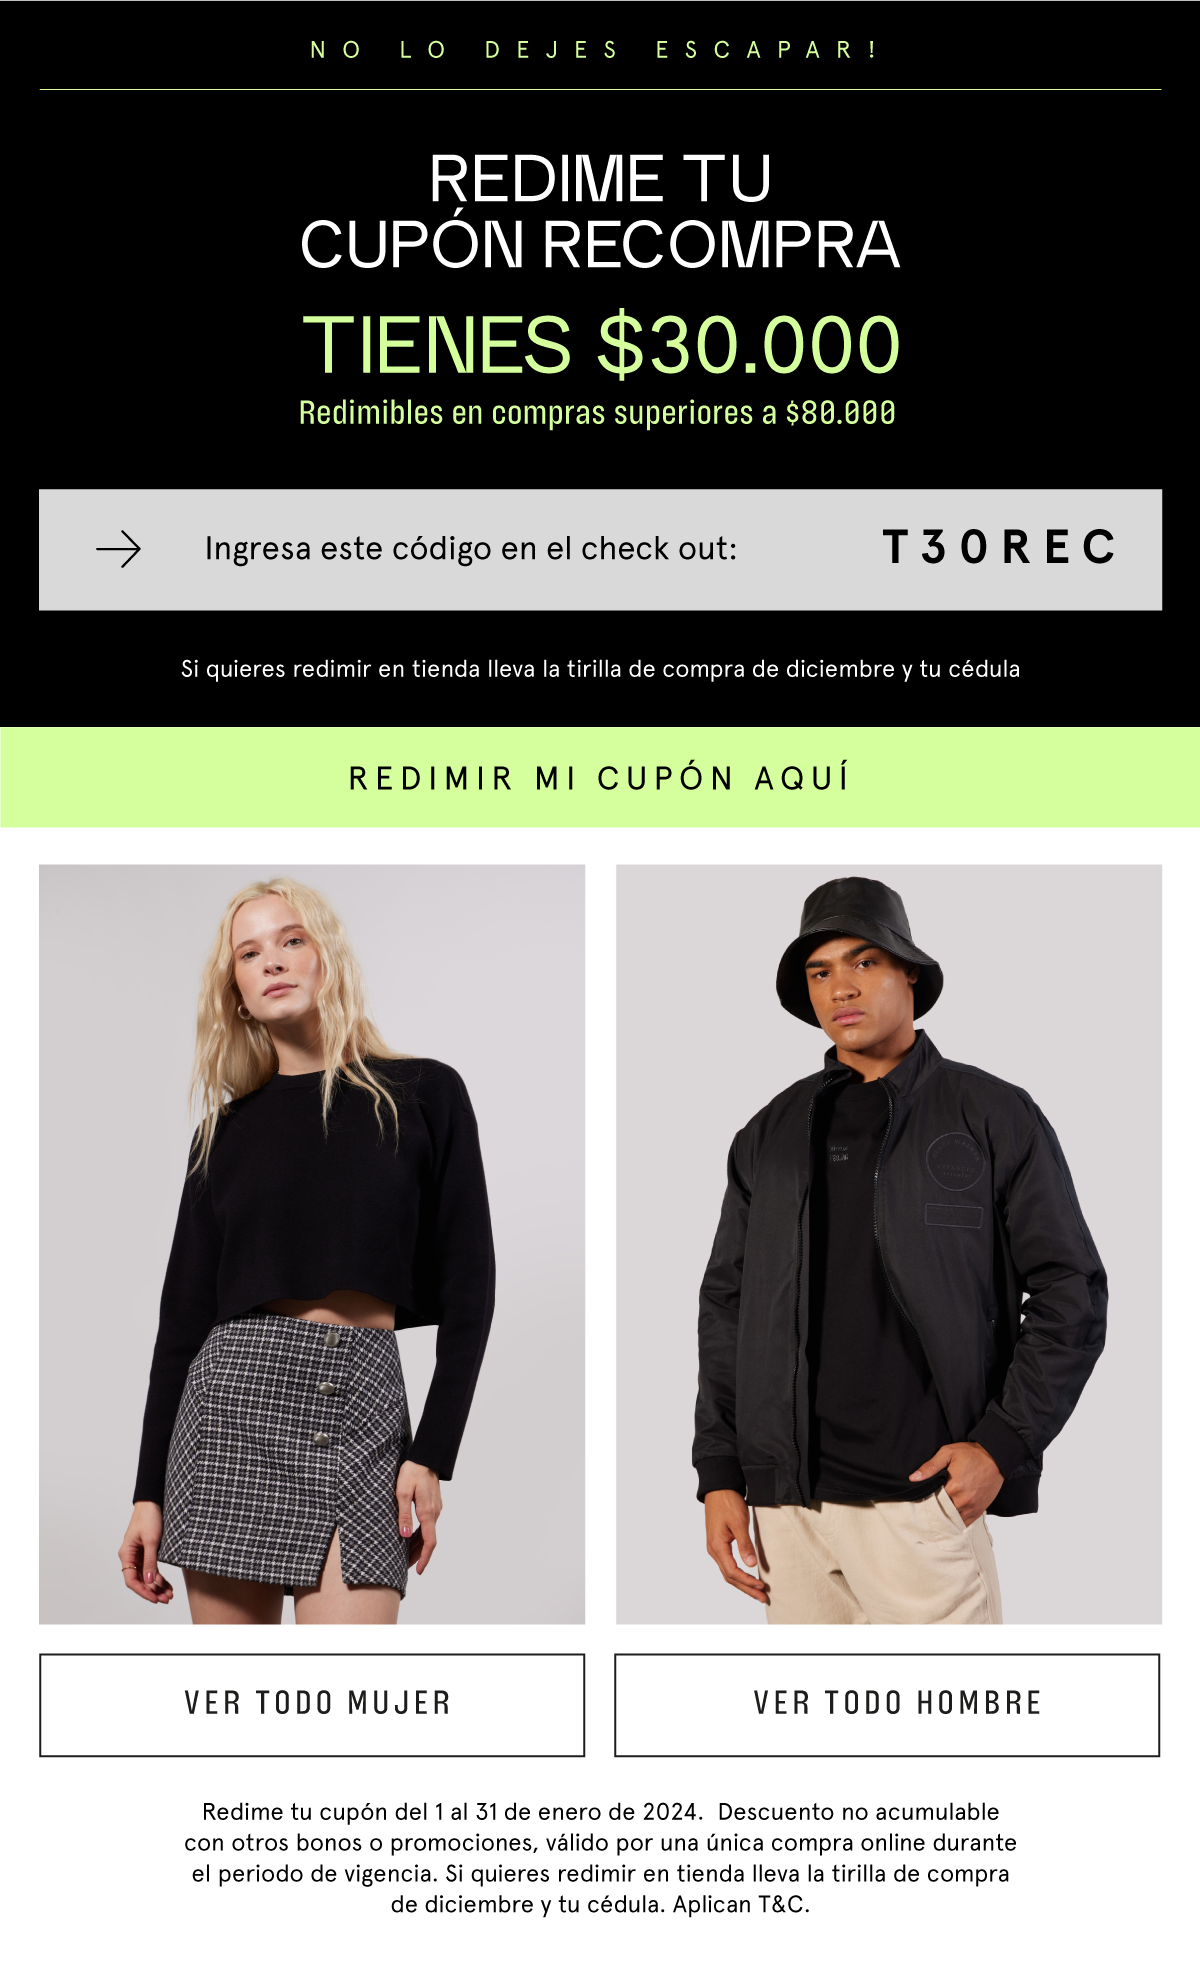 NO LO DEJES ESCAPAR!
REDIME TU
CUPÓN RECOMPRA
TIENES $30.000
Redimibles en compras superiores a $80.000
Ingresa este código en el check out: T30REC
Si quieres redimir en tienda lleva la tirilla de compra de diciembre y tu cédula
REDIMIR MI CUPÓN AQUÍ
VER TODO MUJER
VER TODO HOMBRE
Redime tu cupón del 1 al 31 de enero de 2024. Descuento no acumulable
con otros bonos o promociones, válido por una única compra online durante
el periodo de vigencia. Si quieres redimir en tienda lleva la tirilla de compra
de diciembre y tu cédula. Aplican T&C.